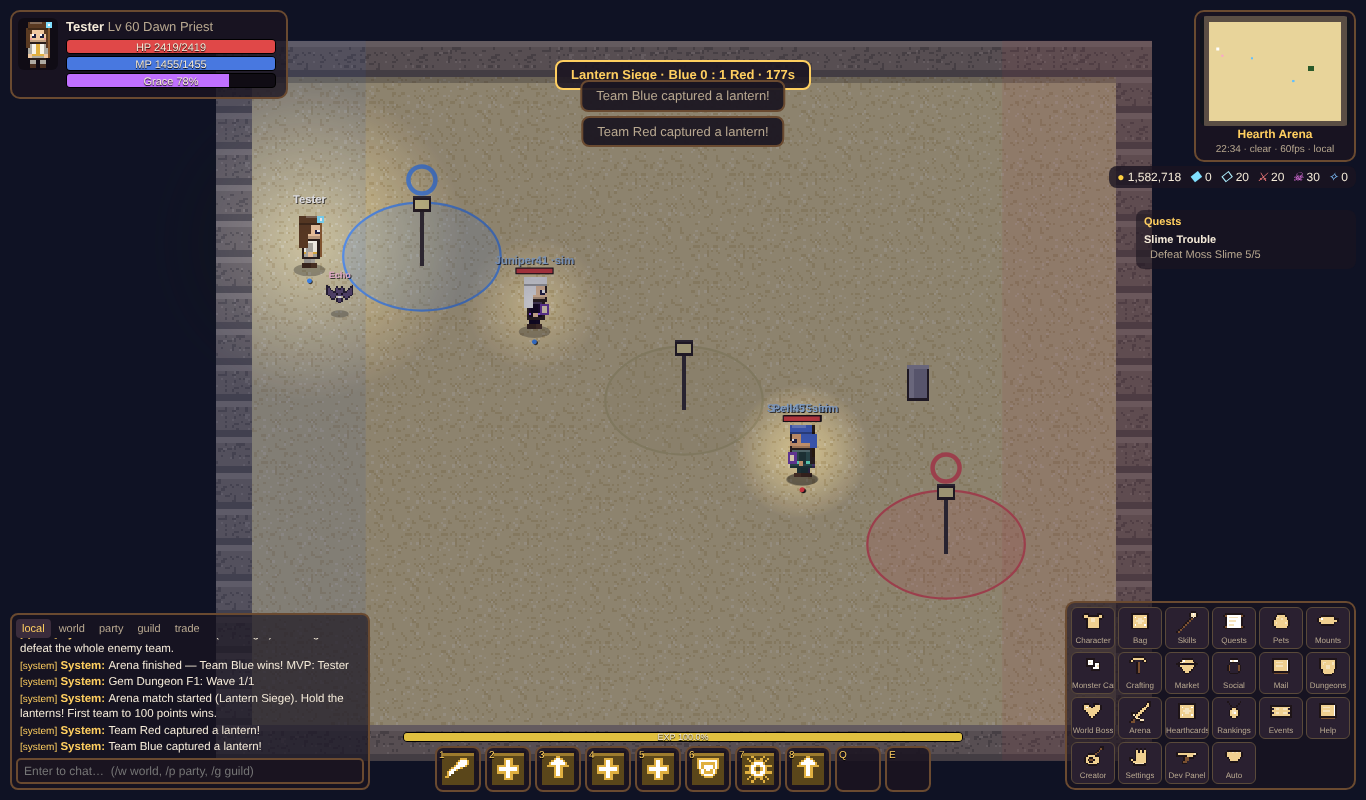 Tester Lv 60 Dawn Priest
HP 2419/2419
MP 1455/1455
Grace 78%
Lantern Siege · Blue 0 : 1 Red · 177s
Team Blue captured a lantern!
Team Red captured a lantern!
Hearth Arena
22:34 · clear · 60fps · local
1,582,718 0 20 20 30 0
Quests
Slime Trouble
Defeat Moss Slime 5/5
Tester
Echo
Juniper41 ·sim
local world party guild trade
defeat the whole enemy team.
[system] System: Arena finished — Team Blue wins! MVP: Tester
[system] System: Gem Dungeon F1: Wave 1/1
[system] System: Arena match started (Lantern Siege). Hold the
lanterns! First team to 100 points wins.
[system] System: Team Red captured a lantern!
[system] System: Team Blue captured a lantern!
Enter to chat… (/w world, /p party, /g guild)
EXP 100.0%
1 2 3 4 5 6 7 8 Q E
Character Bag Skills Quests Pets Mounts
Monster Ca Crafting Market Social Mail Dungeons
World Boss Arena Hearthcards Rankings Events Help
Creator Settings Dev Panel Auto